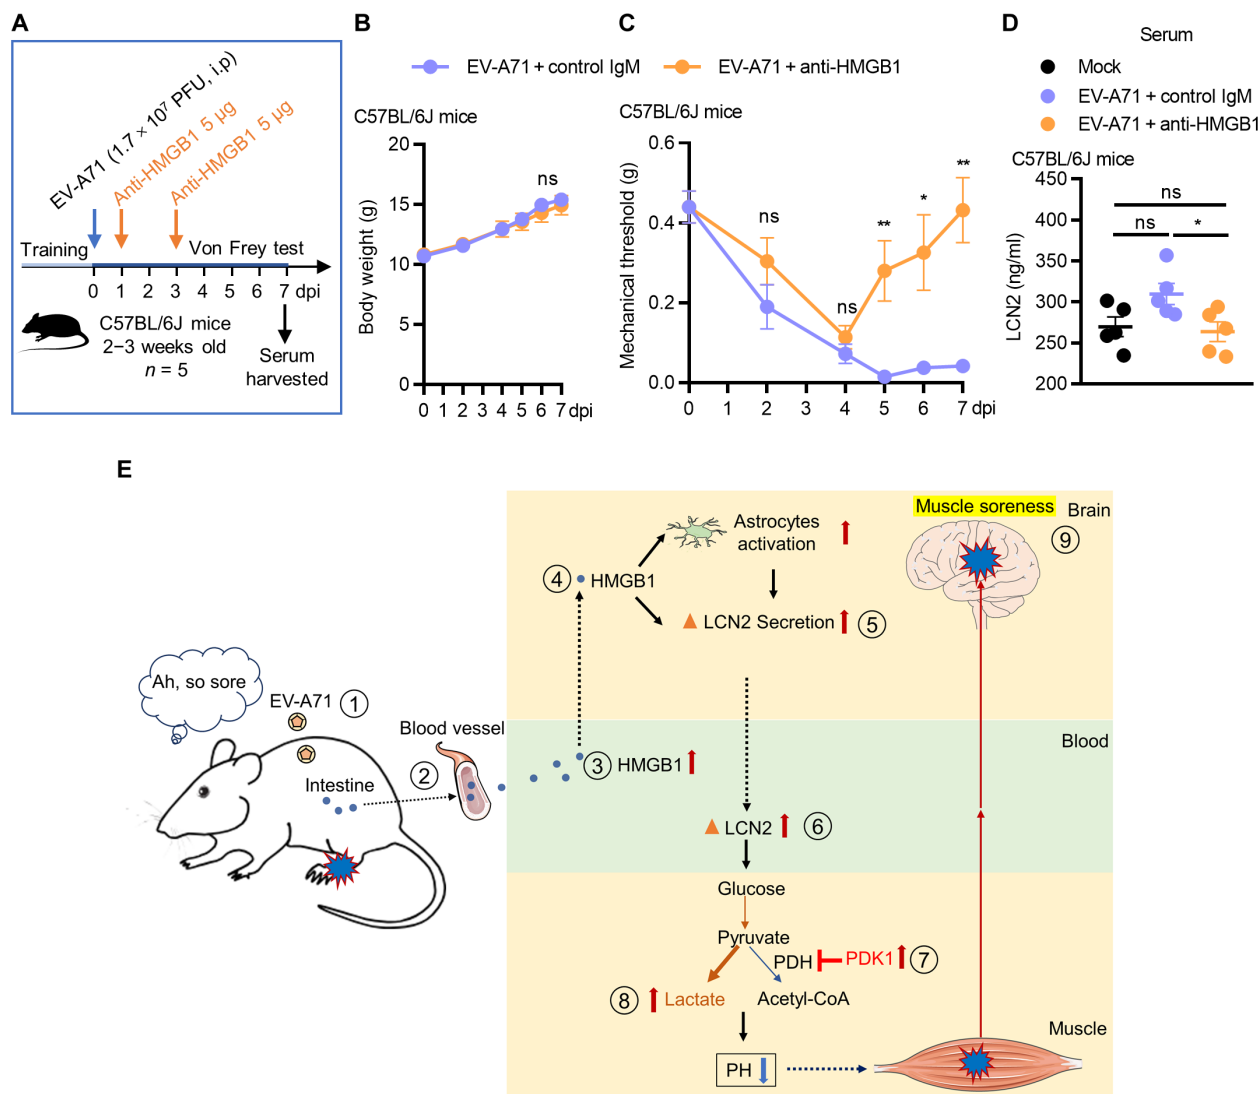 A
EV-A71 (1.7 × 10⁷ PFU, i.p)
Anti-HMGB1 5 µg
Anti-HMGB1 5 µg
Training
Von Frey test
0 1 2 3 4 5 6 7 dpi
C57BL/6J mice
2–3 weeks old
n = 5
Serum
harvested
B
C
EV-A71 + control IgM
EV-A71 + anti-HMGB1
C57BL/6J mice
Body weight (g)
20
15
10
5
0
ns
0 1 2 3 4 5 6 7 dpi
C57BL/6J mice
Mechanical threshold (g)
0.6
0.4
0.2
0.0
ns
ns
**
*
**
0 1 2 3 4 5 6 7 dpi
D
Serum
Mock
EV-A71 + control IgM
EV-A71 + anti-HMGB1
C57BL/6J mice
LCN2 (ng/ml)
450
400
350
300
250
200
ns
ns
*
E
Muscle soreness
Brain
9
Astrocytes
activation
4
HMGB1
LCN2 Secretion
5
Ah, so sore
EV-A71
1
Blood vessel
Blood
2
Intestine
3
HMGB1
LCN2
6
Glucose
Pyruvate
PDH
PDK1
7
8
Lactate
Acetyl-CoA
Muscle
PH